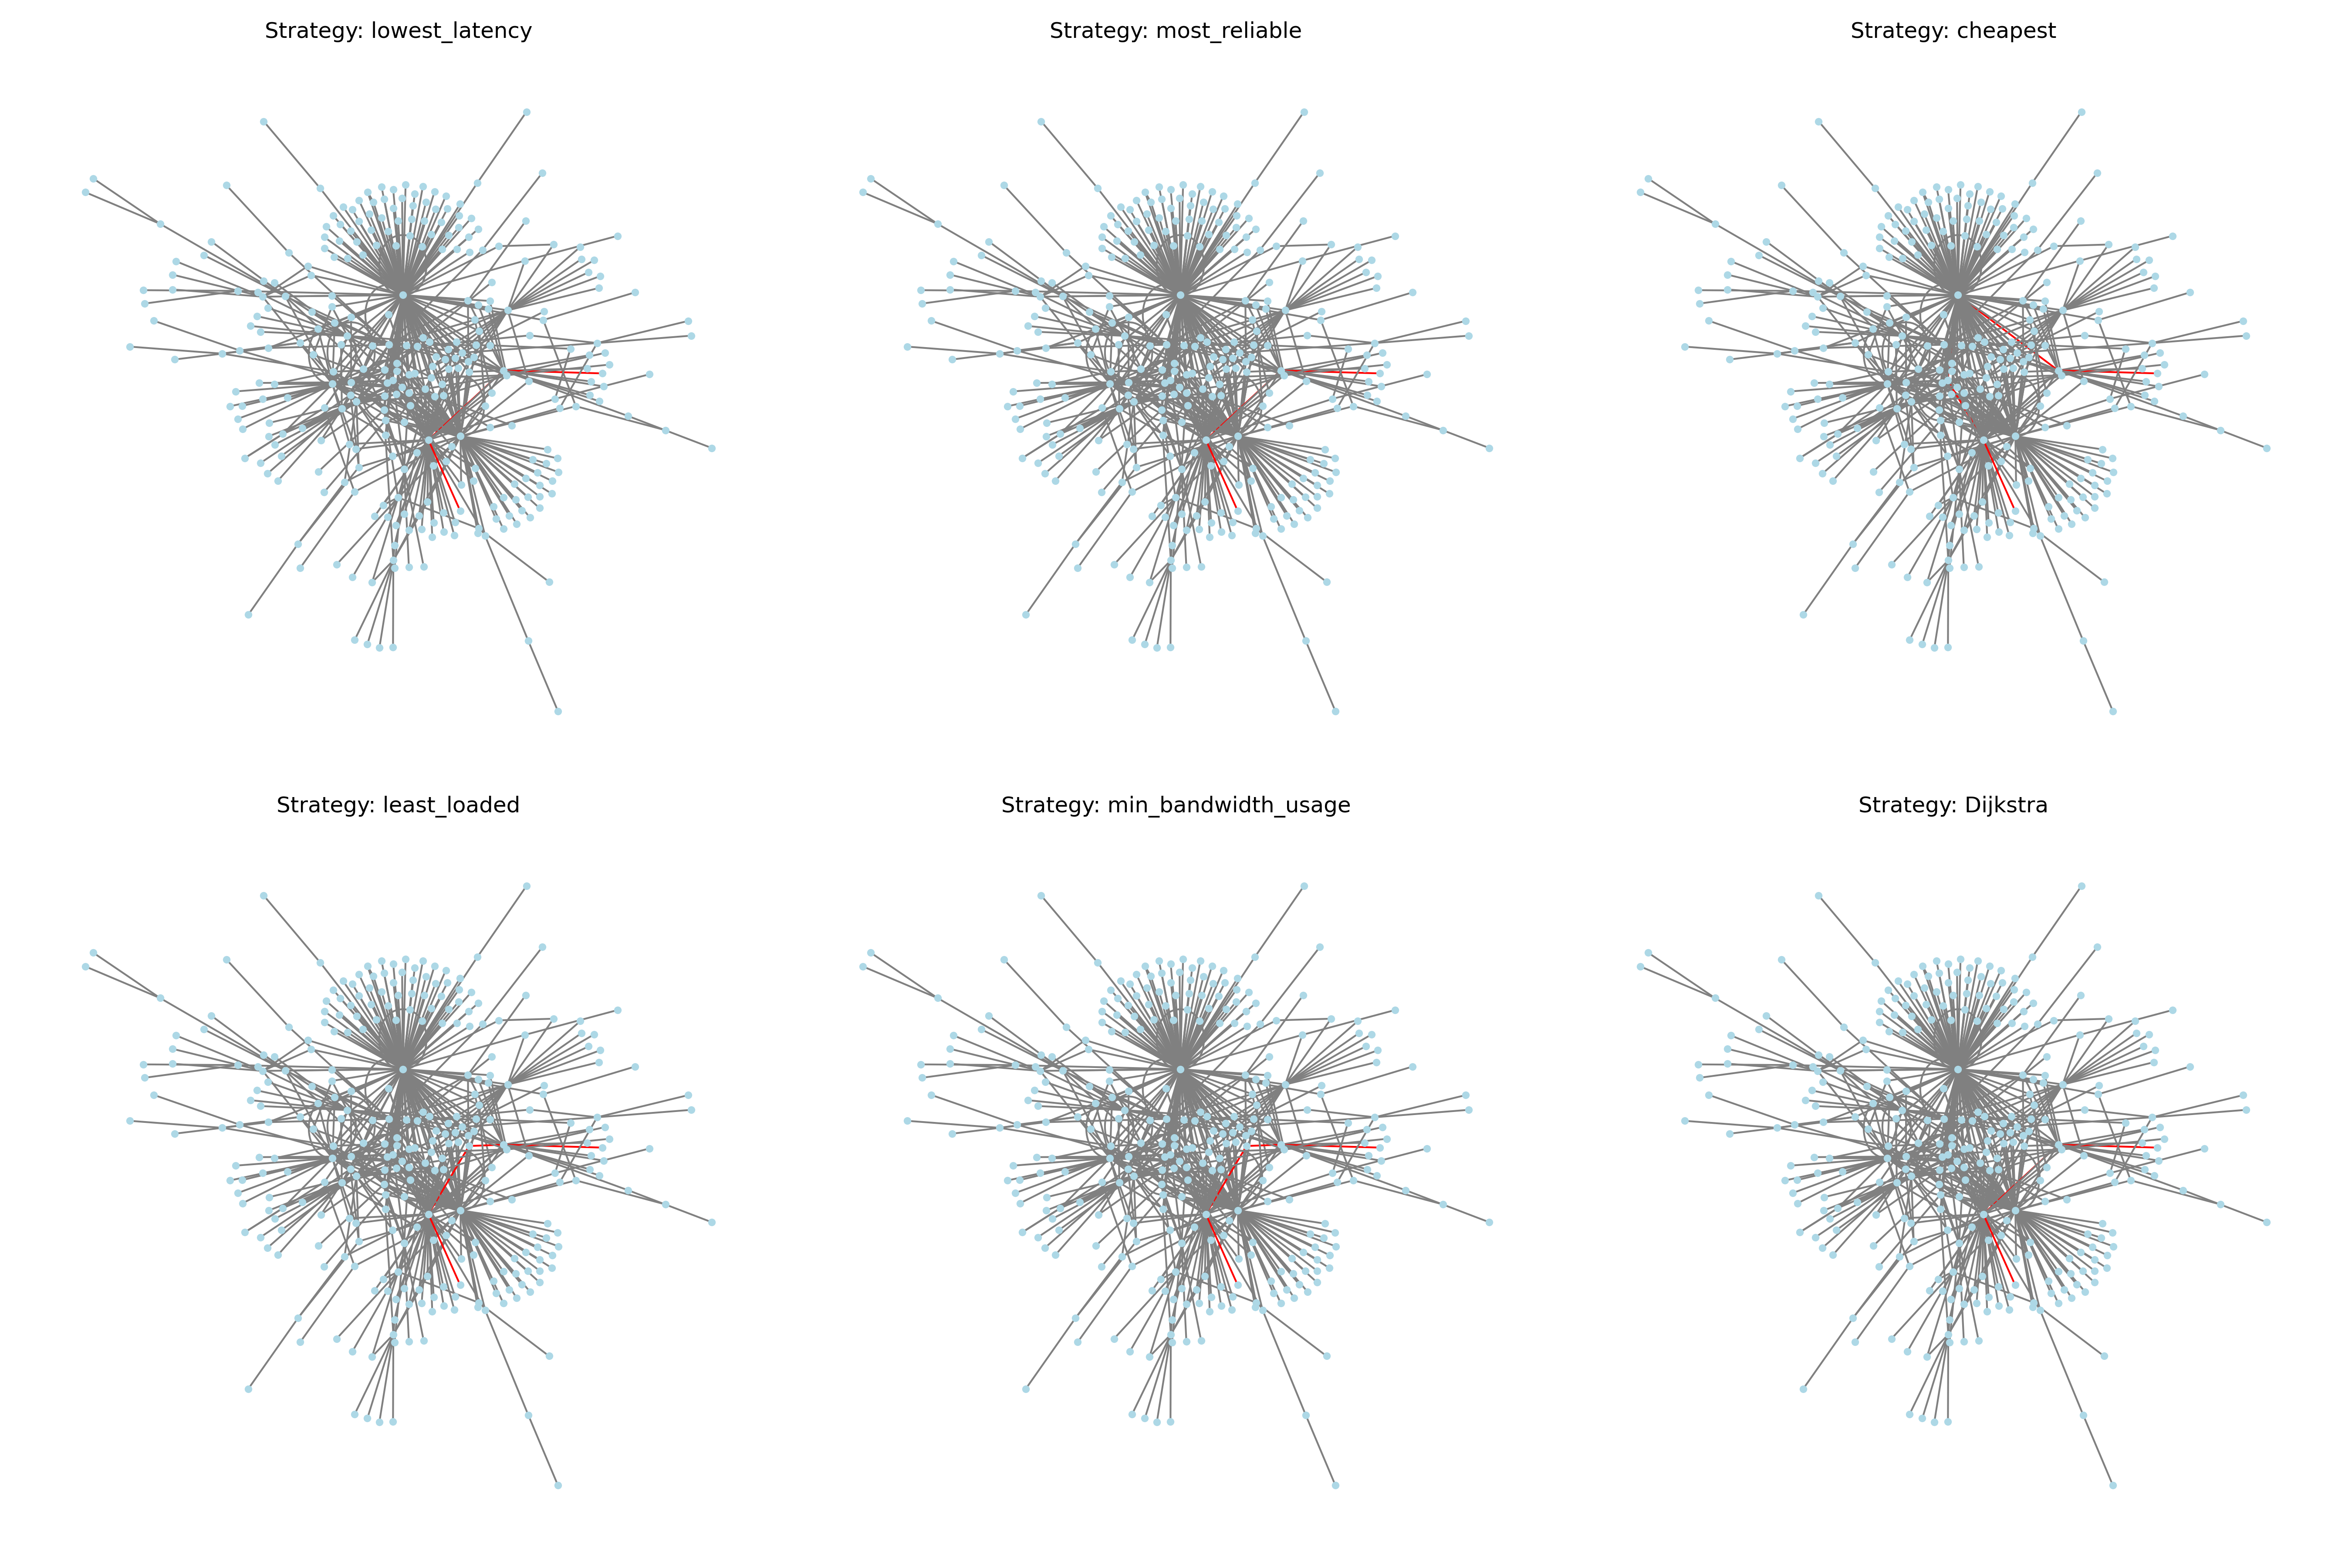 Strategy: lowest_latency
Strategy: most_reliable
Strategy: cheapest
Strategy: least_loaded
Strategy: min_bandwidth_usage
Strategy: Dijkstra